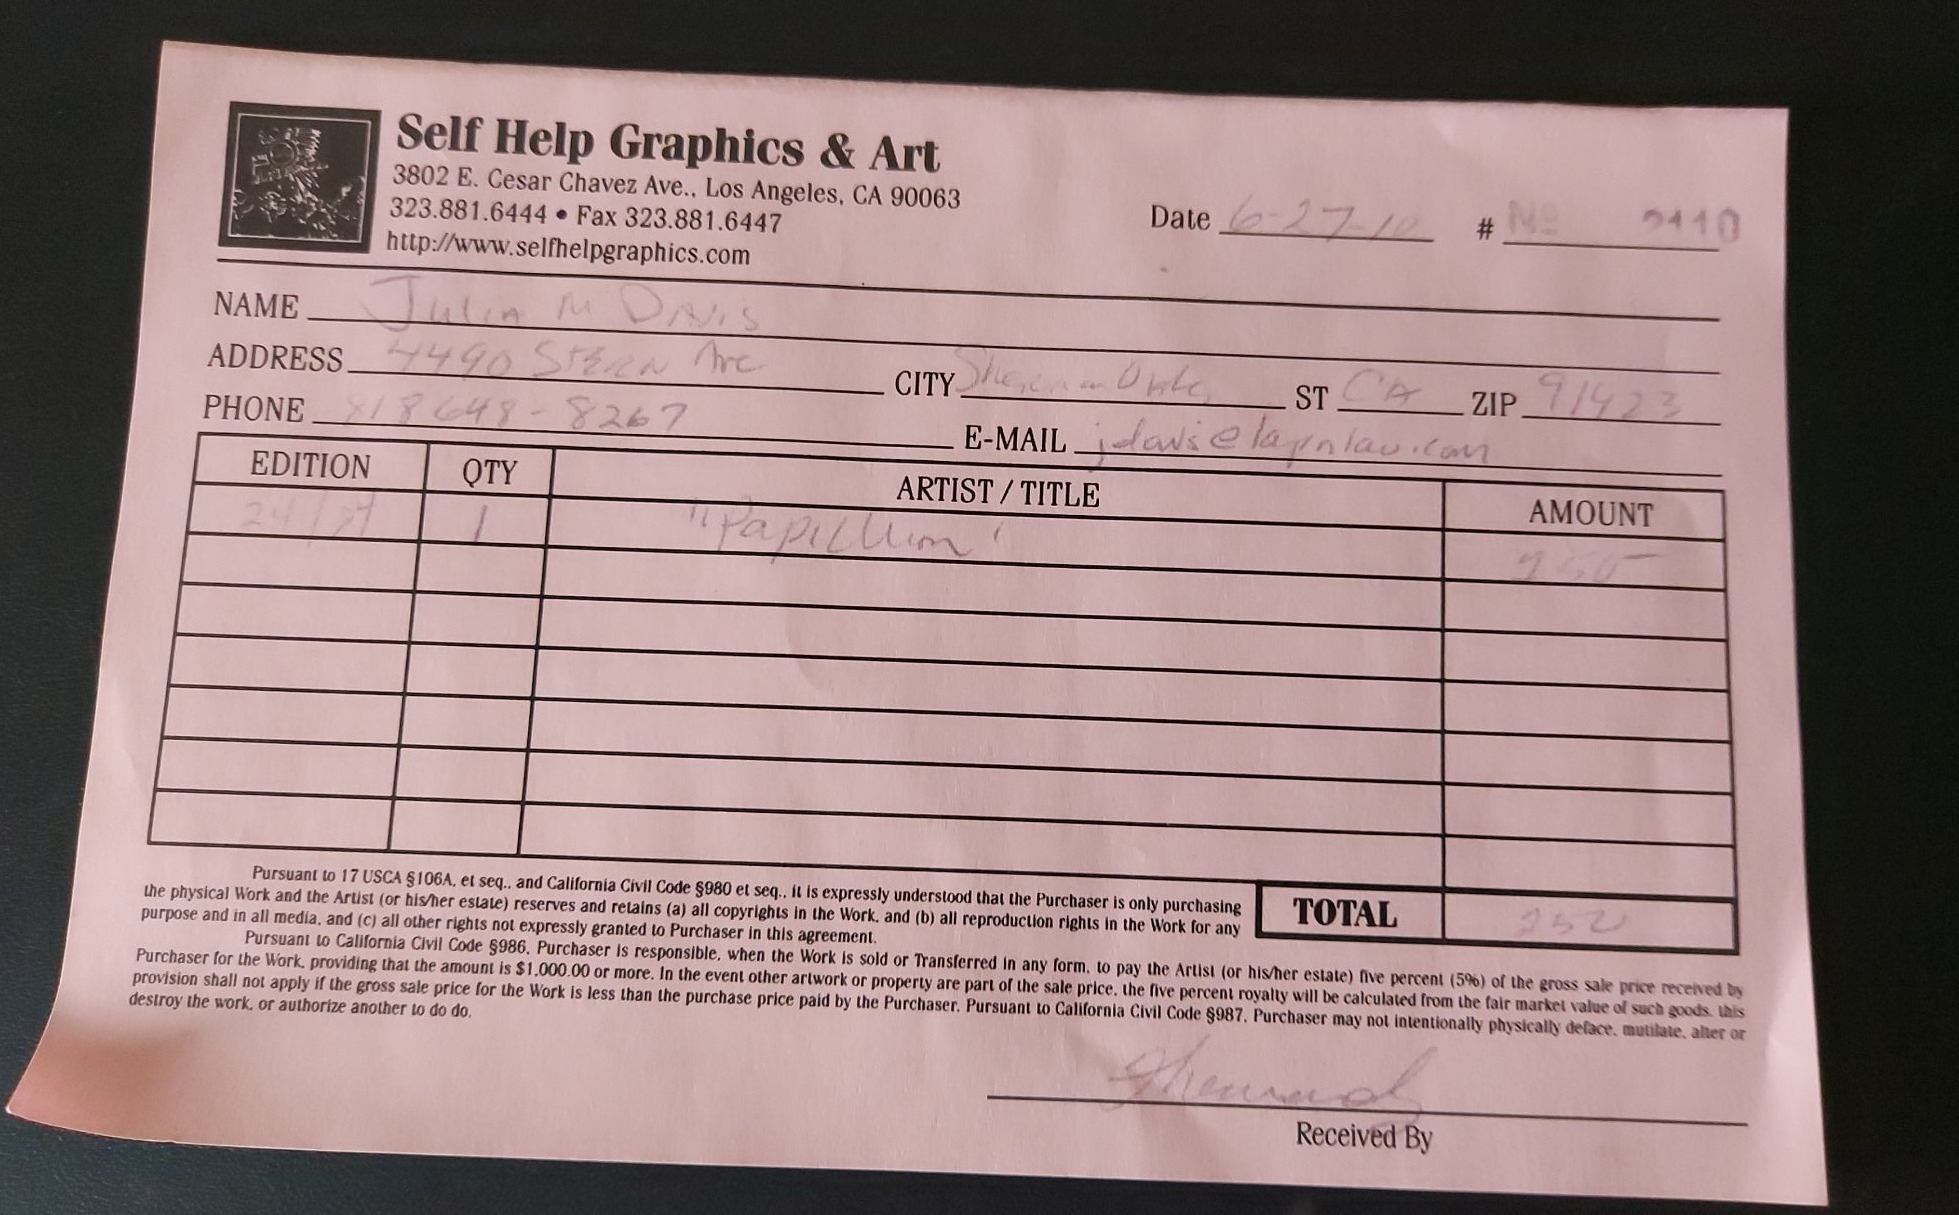 Self Help Graphics & Art
3802 E. Cesar Chavez Ave., Los Angeles, CA 90063
323.881.6444 • Fax 323.881.6447
http://www.selfhelpgraphics.com
Date 6-27-10 # No 2110
NAME Julia M Davis
ADDRESS 4490 Stern Ave CITY Sherman Oaks ST CA ZIP 91423
PHONE 818 648-8267 E-MAIL
EDITION QTY ARTIST / TITLE AMOUNT
1 "Papillion" 250
Pursuant to 17 USCA §106A, et seq., and California Civil Code §980 et seq., it is expressly understood that the Purchaser is only purchasing
the physical Work and the Artist (or his/her estate) reserves and retains (a) all copyrights in the Work, and (b) all reproduction rights in the Work for any
purpose and in all media, and (c) all other rights not expressly granted to Purchaser in this agreement.
TOTAL 250
Pursuant to California Civil Code §986, Purchaser is responsible, when the Work is sold or Transferred in any form, to pay the Artist (or his/her estate) five percent (5%) of the gross sale price received by
Purchaser for the Work, providing that the amount is $1,000.00 or more. In the event other artwork or property are part of the sale price, the five percent royalty will be calculated from the fair market value of such goods, this
provision shall not apply if the gross sale price for the Work is less than the purchase price paid by the Purchaser. Pursuant to California Civil Code §987, Purchaser may not intentionally physically deface, mutilate, alter or
destroy the work, or authorize another to do do.
Received By